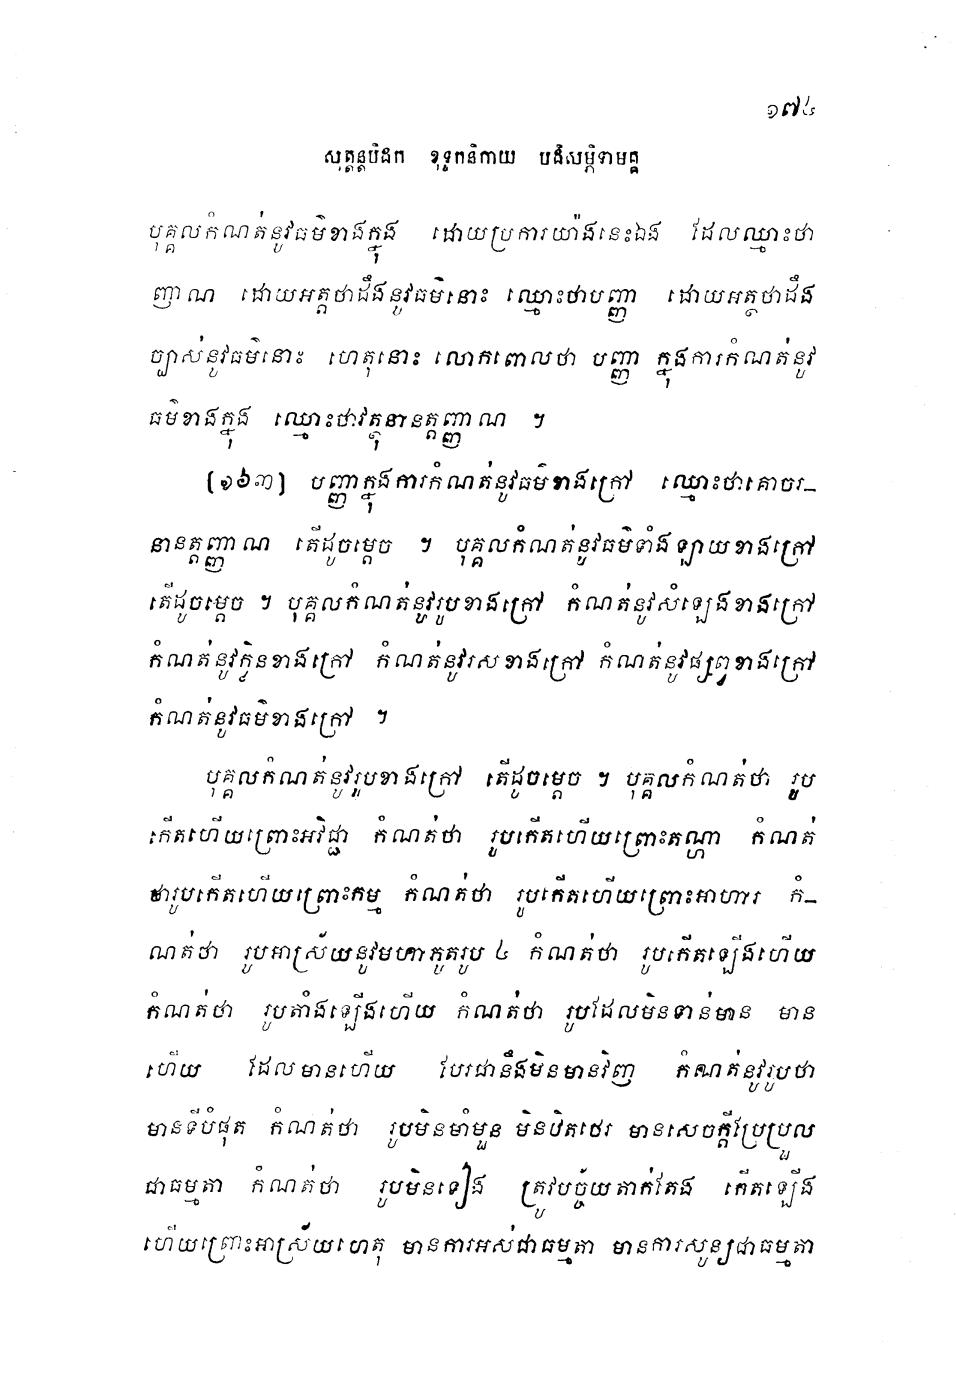 ១៧៤
សុត្តន្តបិដក ខុទ្ទកនិកាយ បដិសម្ភិទាមគ្គ
បុគ្គលកំណត់នូវធម៌ខាងក្នុង ដោយប្រការយ៉ាងនេះឯង ដែលឈ្មោះថា
ញាណ ដោយអត្ថថាដឹងនូវធម៌នោះ ឈ្មោះថាបញ្ញា ដោយអត្ថថាដឹង
ច្បាស់នូវធម៌នោះ ហេតុនោះ លោកពោលថា បញ្ញា ក្នុងការកំណត់នូវ
ធម៌ខាងក្នុង ឈ្មោះថាវត្ថុនានត្តញ្ញាណ ។
[១៦៣] បញ្ញាក្នុងការកំណត់នូវធម៌ខាងក្រៅ ឈ្មោះថាគោចរ-
នានត្តញ្ញាណ តើដូចម្តេច ។ បុគ្គលកំណត់នូវធម៌ទាំងឡាយខាងក្រៅ
តើដូចម្តេច ។ បុគ្គលកំណត់នូវរូបខាងក្រៅ កំណត់នូវសំឡេងខាងក្រៅ
កំណត់នូវក្លិនខាងក្រៅ កំណត់នូវរសខាងក្រៅ កំណត់នូវផ្សព្វខាងក្រៅ
កំណត់នូវធម៌ខាងក្រៅ ។
បុគ្គលកំណត់នូវរូបខាងក្រៅ តើដូចម្តេច ។ បុគ្គលកំណត់ថា រូប
កើតហើយព្រោះអវិជ្ជា កំណត់ថា រូបកើតហើយព្រោះតណ្ហា កំណត់
ថារូបកើតហើយព្រោះកម្ម កំណត់ថា រូបកើតហើយព្រោះអាហារ កំ-
ណត់ថា រូបអាស្រ័យនូវមហាភូតរូប ៤ កំណត់ថា រូបកើតឡើងហើយ
កំណត់ថា រូបតាំងឡើងហើយ កំណត់ថា រូបដែលមិនទាន់មាន មាន
ហើយ ដែលមានហើយ បែរជានឹងមិនមានវិញ កំណត់នូវរូបថា
មានទីបំផុត កំណត់ថា រូបមិនមាំមួន មិនឋិតថេរ មានសេចក្តីប្រែប្រួល
ជាធម្មតា កំណត់ថា រូបមិនទៀង ត្រូវបច្ច័យតាក់តែង កើតឡើង
ហើយព្រោះអាស្រ័យហេតុ មានការអស់ជាធម្មតា មានការសូន្យជាធម្មតា